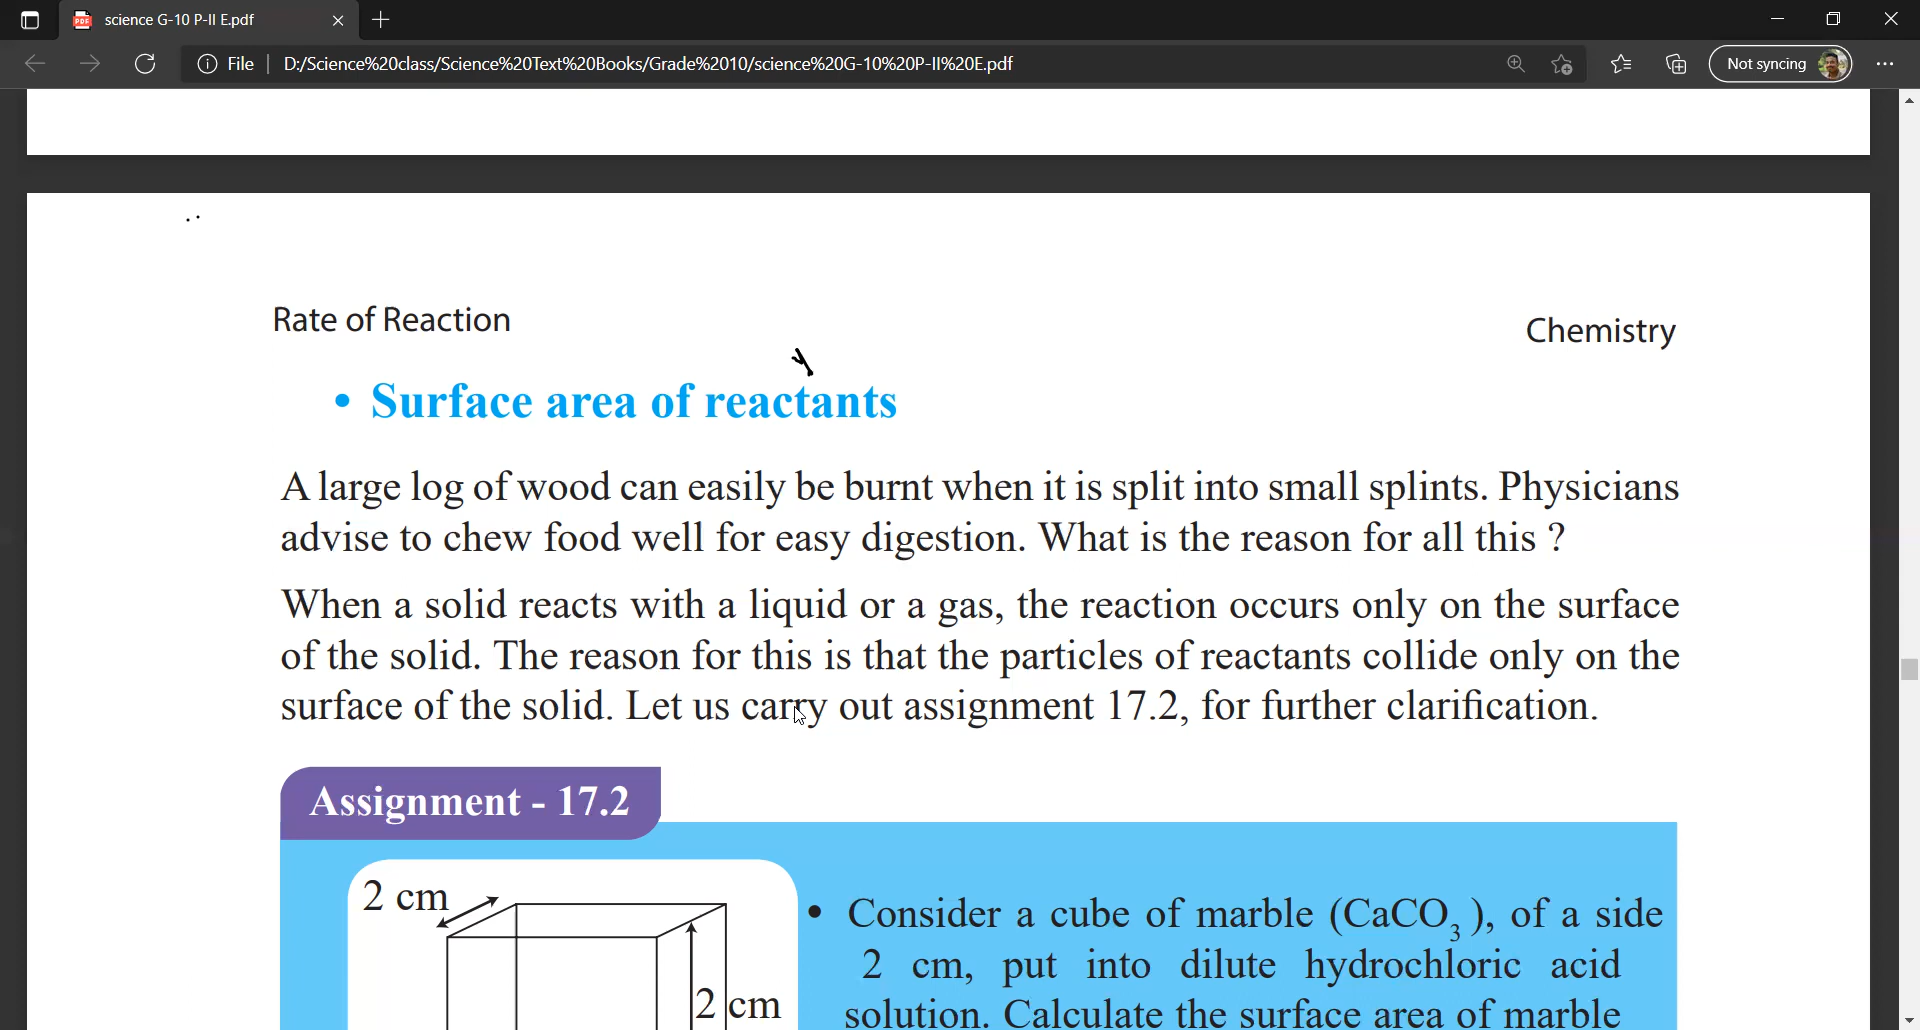 science G-10 P-II E.pdf
File
D:/Science%20class/Science%20Text%20Books/Grade%2010/science%20G-10%20P-II%20E.pdf
Not syncing
Rate of Reaction
Chemistry
• Surface area of reactants
A large log of wood can easily be burnt when it is split into small splints. Physicians
advise to chew food well for easy digestion. What is the reason for all this ?
When a solid reacts with a liquid or a gas, the reaction occurs only on the surface
of the solid. The reason for this is that the particles of reactants collide only on the
surface of the solid. Let us carry out assignment 17.2, for further clarification.
Assignment - 17.2
2 cm
2 cm
• Consider a cube of marble (CaCO₃), of a side
2 cm, put into dilute hydrochloric acid
solution. Calculate the surface area of marble